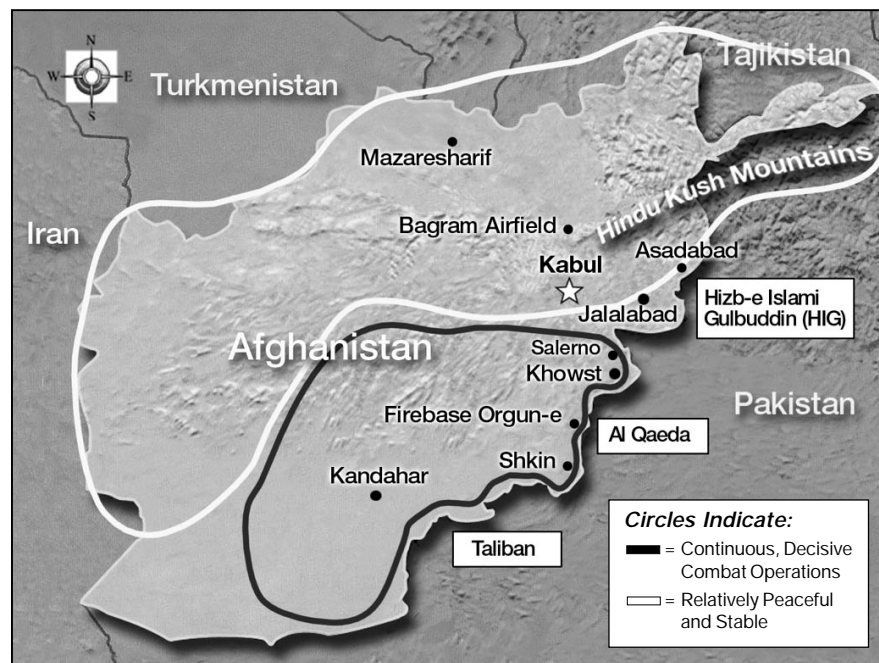 N
W E
S
Turkmenistan
Tajikistan
Mazaresharif
Iran
Hindu Kush Mountains
Bagram Airfield
Kabul
Asadabad
Jalalabad
Hizb-e Islami
Gulbuddin (HIG)
Afghanistan
Salerno
Khowst
Pakistan
Firebase Orgun-e
Al Qaeda
Shkin
Kandahar
Taliban
Circles Indicate:
= Continuous, Decisive
Combat Operations
= Relatively Peaceful
and Stable